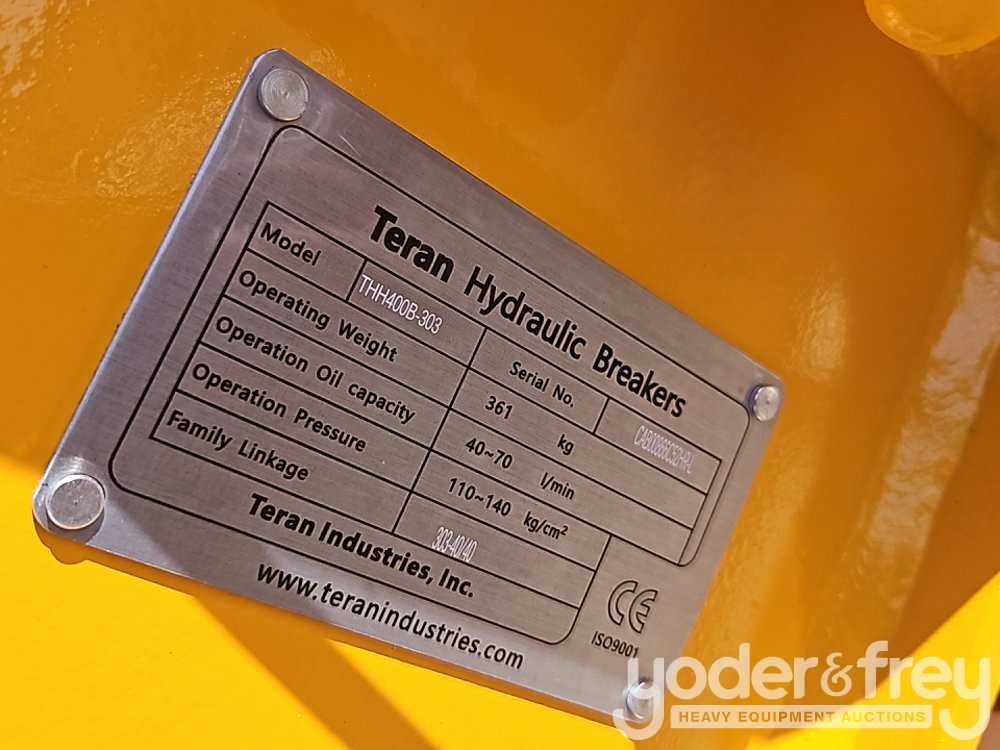 Teran Hydraulic Breakers
Model THH400B-303 Serial No.
Operating Weight 361 kg
Operation Oil capacity 40~70 l/min
Operation Pressure 110~140 kg/cm²
Family Linkage 303-40/40
Teran Industries, Inc.
www.teranindustries.com
CE
ISO9001
yoder&frey
HEAVY EQUIPMENT AUCTIONS